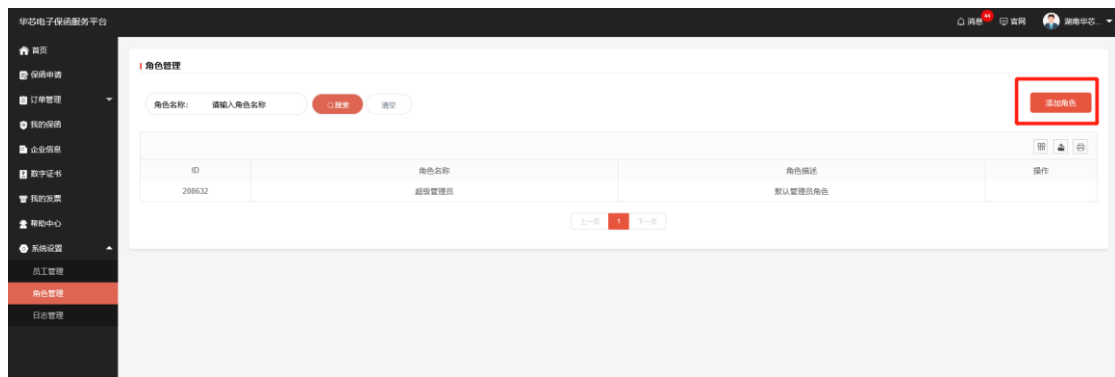 华芯电子保函服务平台
消息 44 官网 湖南华芯...
首页
保函申请
订单管理
我的保函
企业信息
数字证书
我的发票
帮助中心
系统设置
员工管理
角色管理
日志管理
角色管理
角色名称: 请输入角色名称 搜索 清空 添加角色
ID 角色名称 角色描述 操作
208632 超级管理员 默认管理员角色
上一页 1 下一页